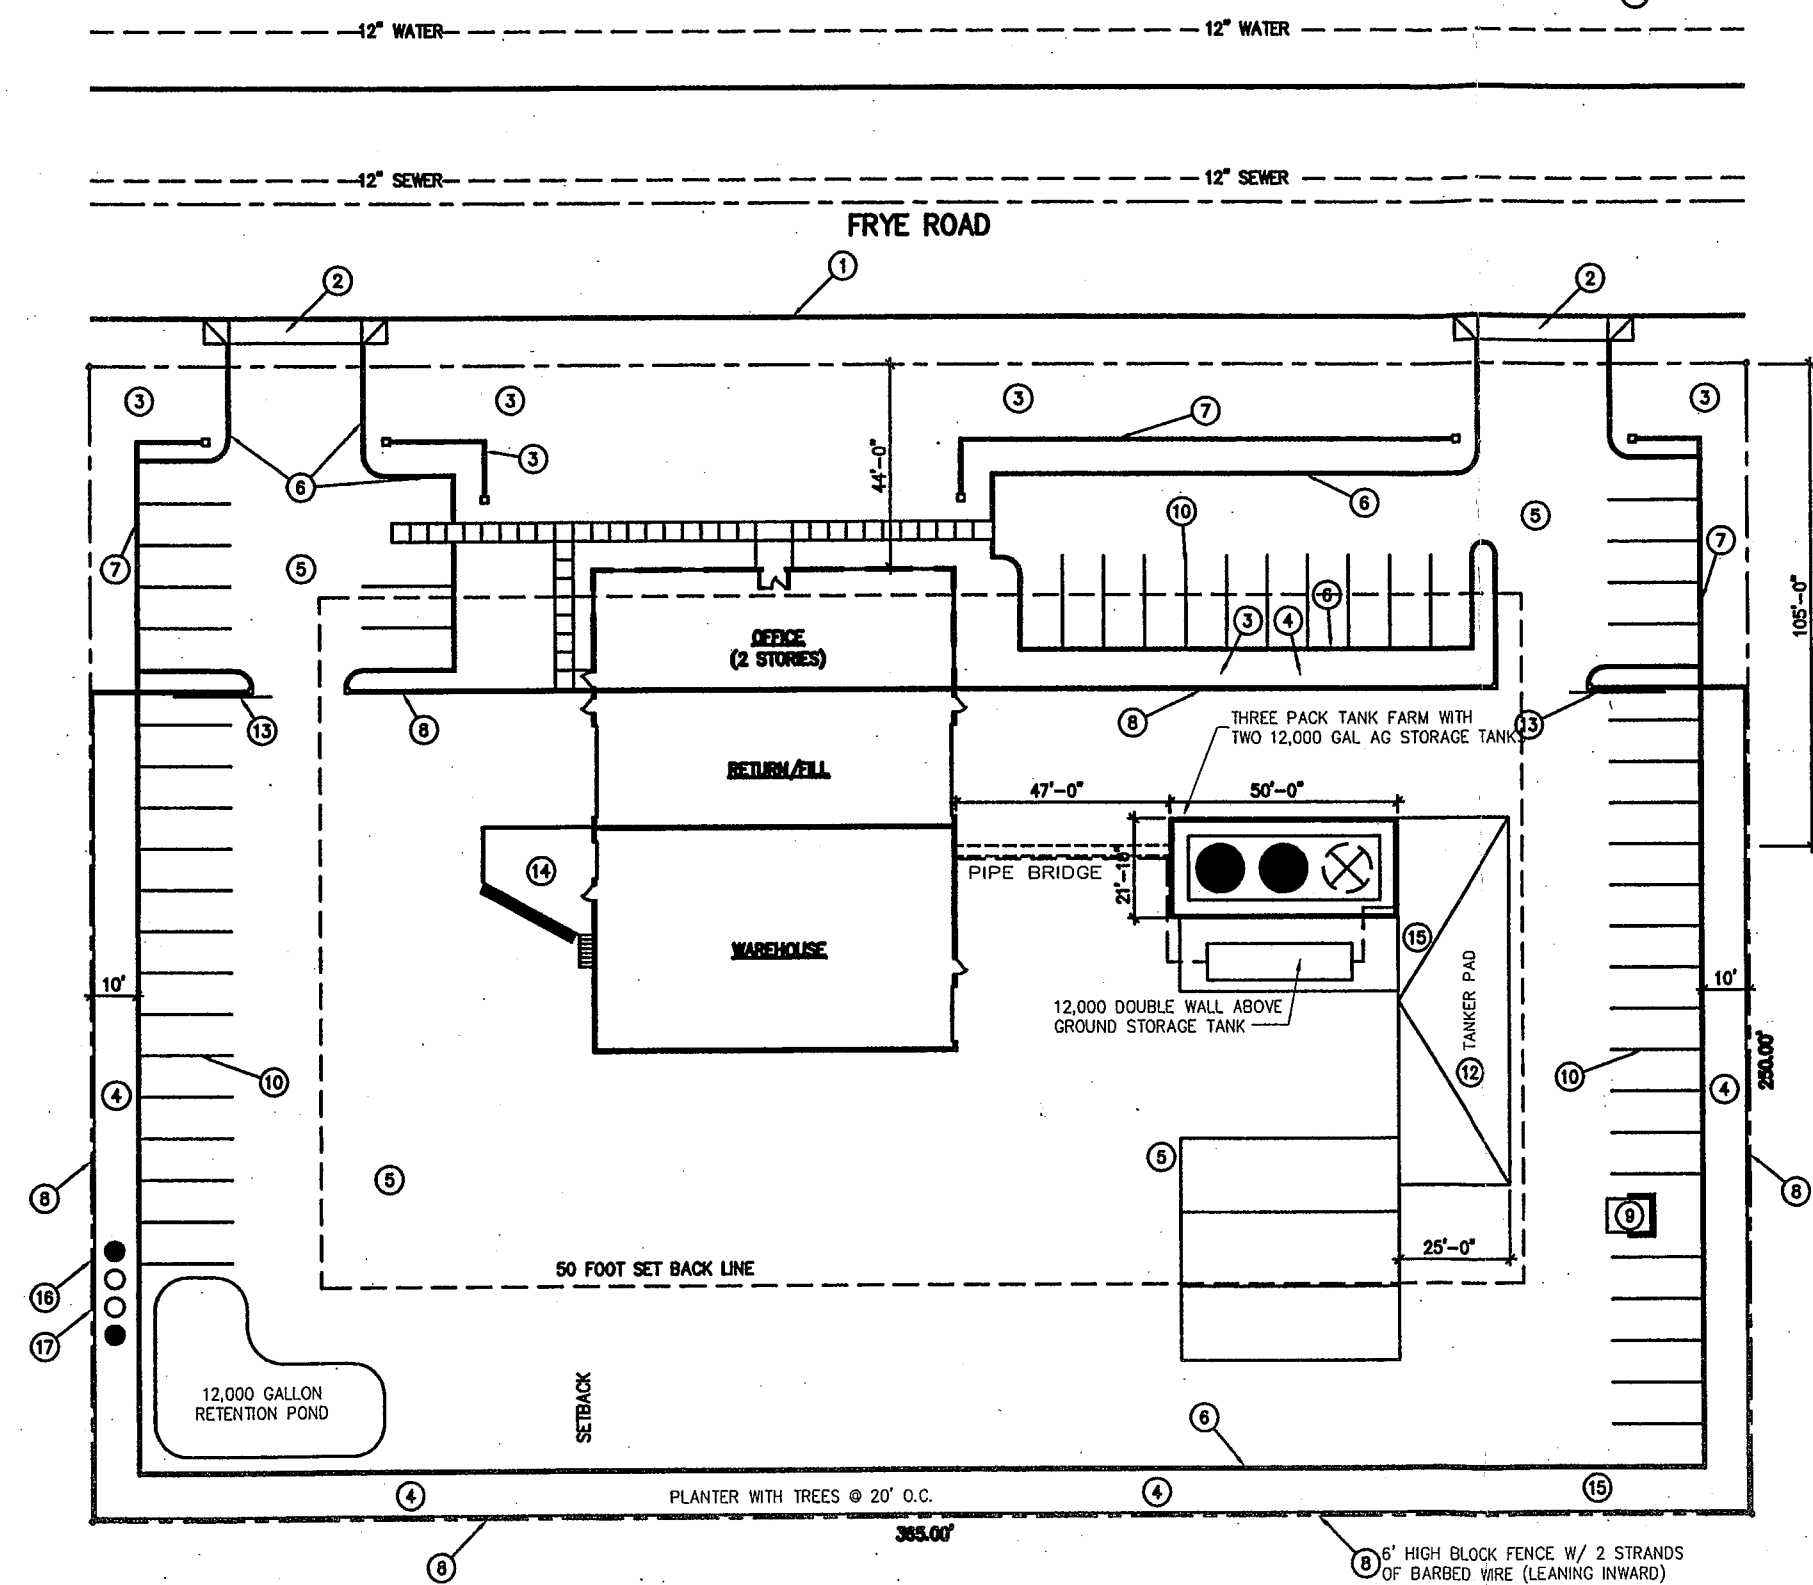 12" WATER 12" WATER
12" SEWER 12" SEWER
FRYE ROAD
1
2 2
3 3 3 3
7
3
44'-0"
6 6
10
5
7 5 7
6
3 4
105'-0"
OFFICE
(2 STORIES)
13 8 8 13
THREE PACK TANK FARM WITH
TWO 12,000 GAL AG STORAGE TANK
RETURN/FILL
47'-0" 50'-0"
14
PIPE BRIDGE
21'-10"
WAREHOUSE
15
TANKER PAD
10' 10'
12,000 DOUBLE WALL ABOVE
GROUND STORAGE TANK
12
10 10
4 4
250.00'
5 5
8 8
9
25'-0"
50 FOOT SET BACK LINE
16
17
12,000 GALLON
RETENTION POND
SETBACK
6
4 PLANTER WITH TREES @ 20' O.C. 4 15
365.00'
8
8 6' HIGH BLOCK FENCE W/ 2 STRANDS
OF BARBED WIRE (LEANING INWARD)